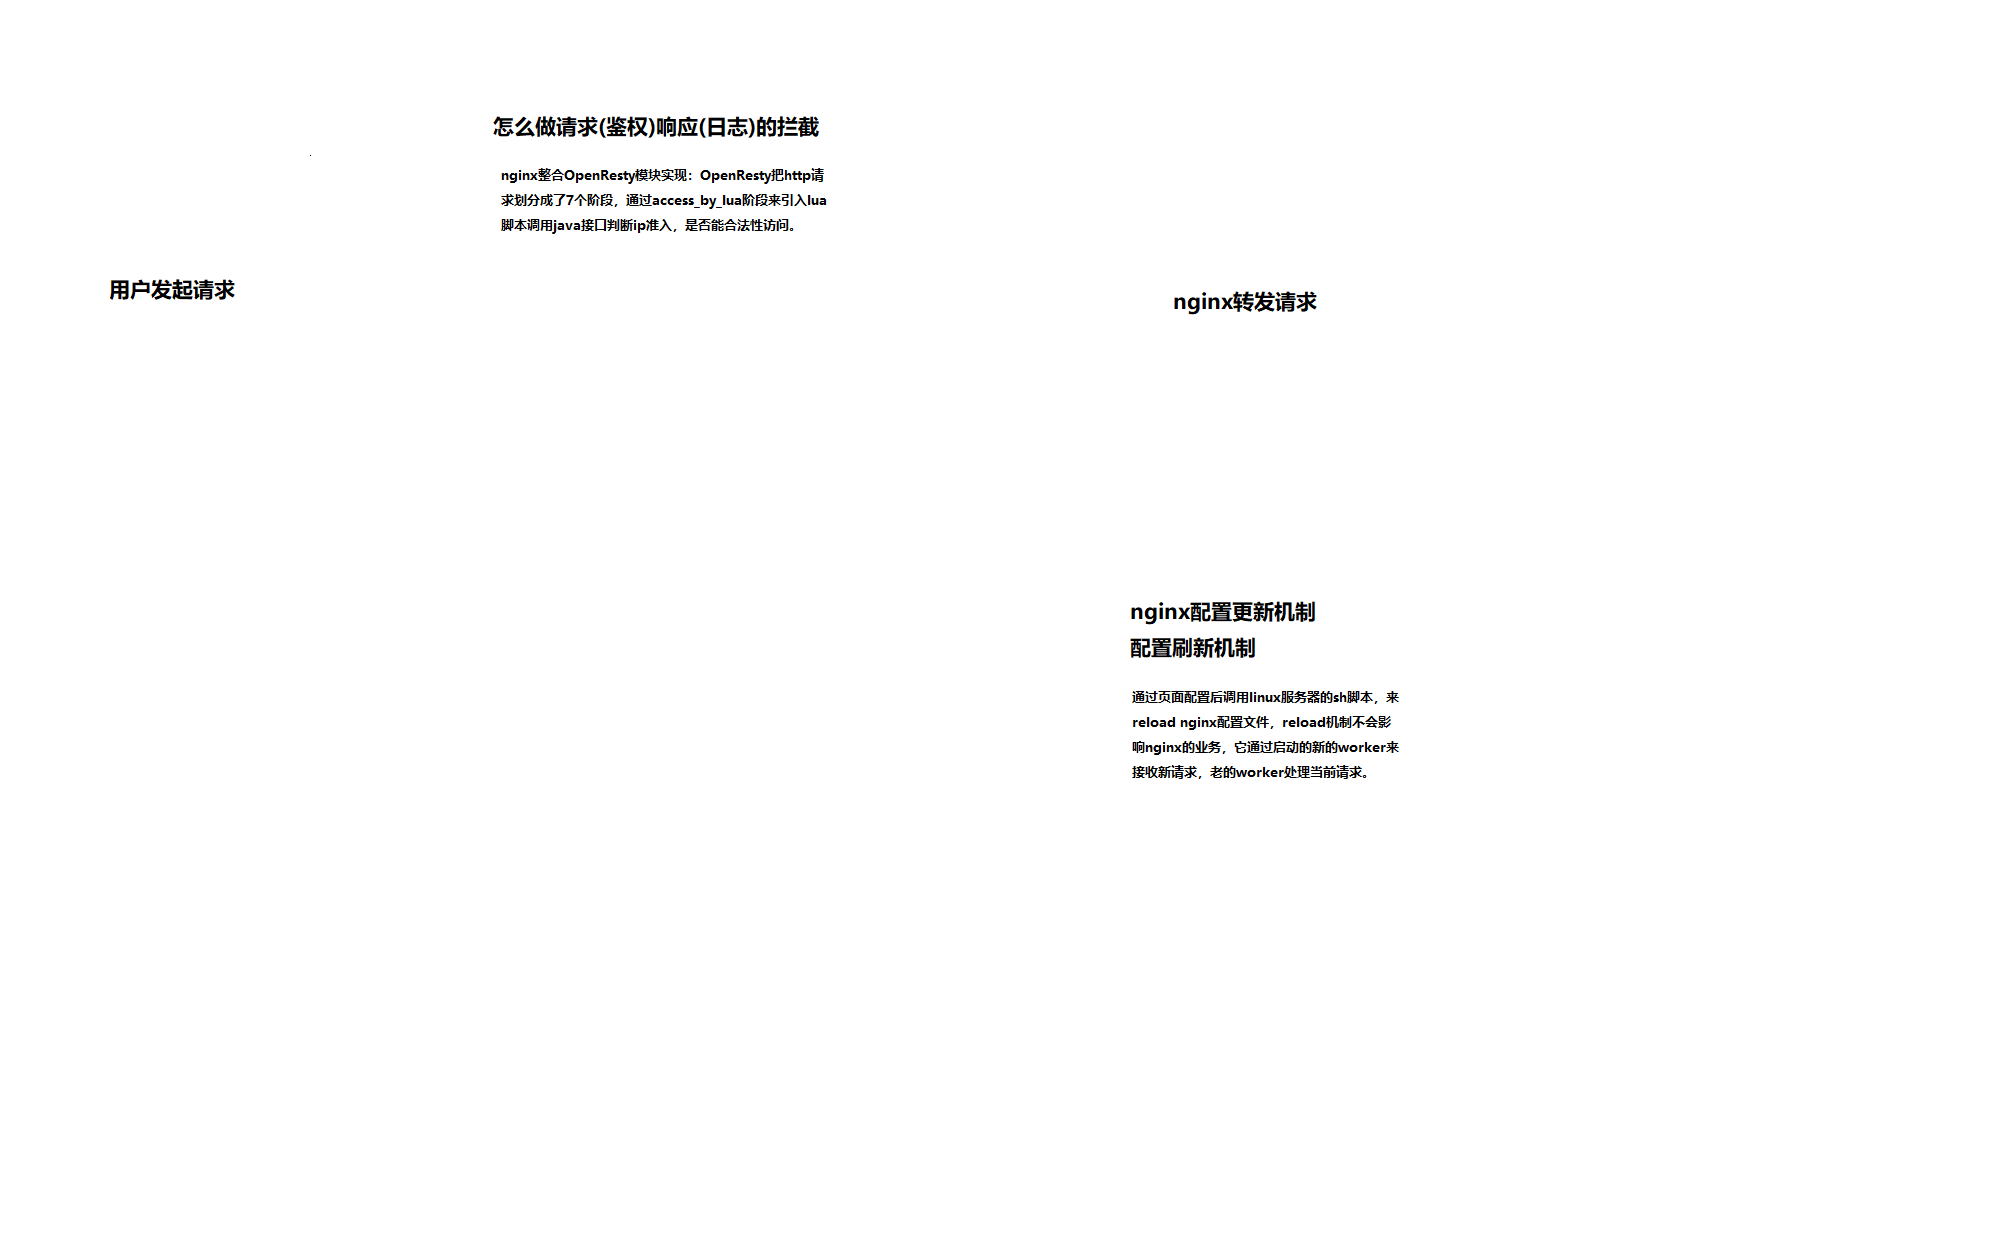 怎么做请求(鉴权)响应(日志)的拦截
nginx整合OpenResty模块实现：OpenResty把http请
求划分成了7个阶段，通过access_by_lua阶段来引入lua
脚本调用java接口判断ip准入，是否能合法性访问。
用户发起请求
nginx转发请求
nginx配置更新机制
配置刷新机制
通过页面配置后调用linux服务器的sh脚本，来
reload nginx配置文件，reload机制不会影
响nginx的业务，它通过启动的新的worker来
接收新请求，老的worker处理当前请求。